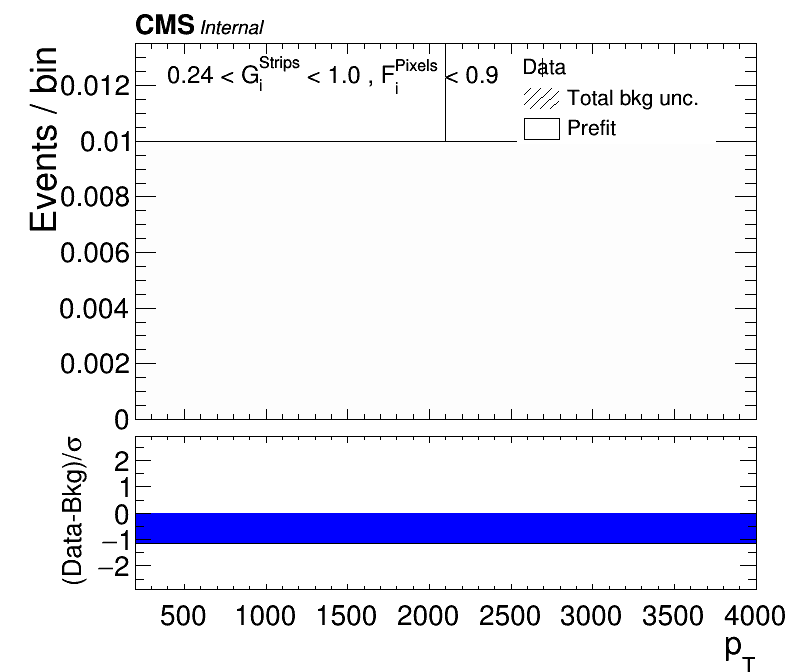 CMS Internal
Events / bin
0.24 < G_i^Strips < 1.0 , F_i^Pixels < 0.9
Data
Total bkg unc.
Prefit
0.012
0.01
0.008
0.006
0.004
0.002
0
(Data-Bkg)/σ
2
1
0
−1
−2
500 1000 1500 2000 2500 3000 3500 4000
p_T